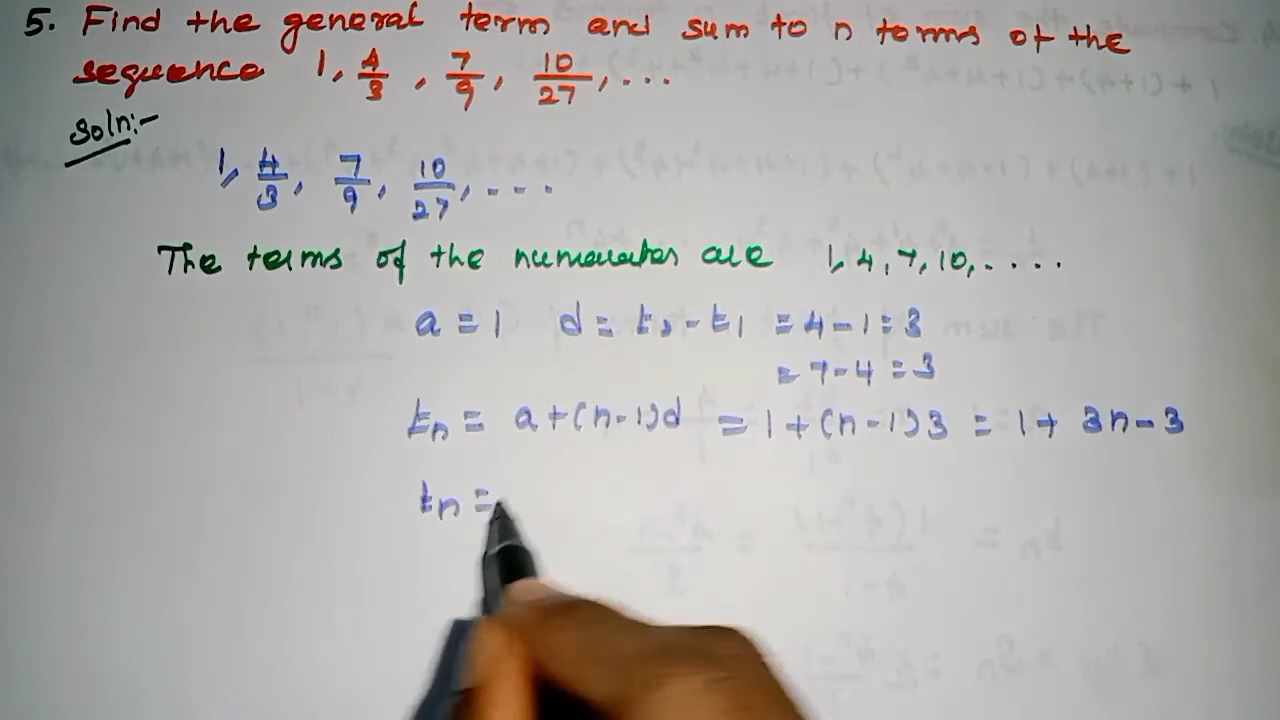 5. Find the general term and sum to n terms of the
sequence 1, 4/3, 7/9, 10/27, ...
Soln:-
1, 4/3, 7/9, 10/27, ...
The terms of the numerator are 1, 4, 7, 10, ....
a = 1 d = t₂ - t₁ = 4 - 1 = 3
= 7 - 4 = 3
tn = a + (n-1)d = 1 + (n-1)3 = 1 + 3n - 3
tn =